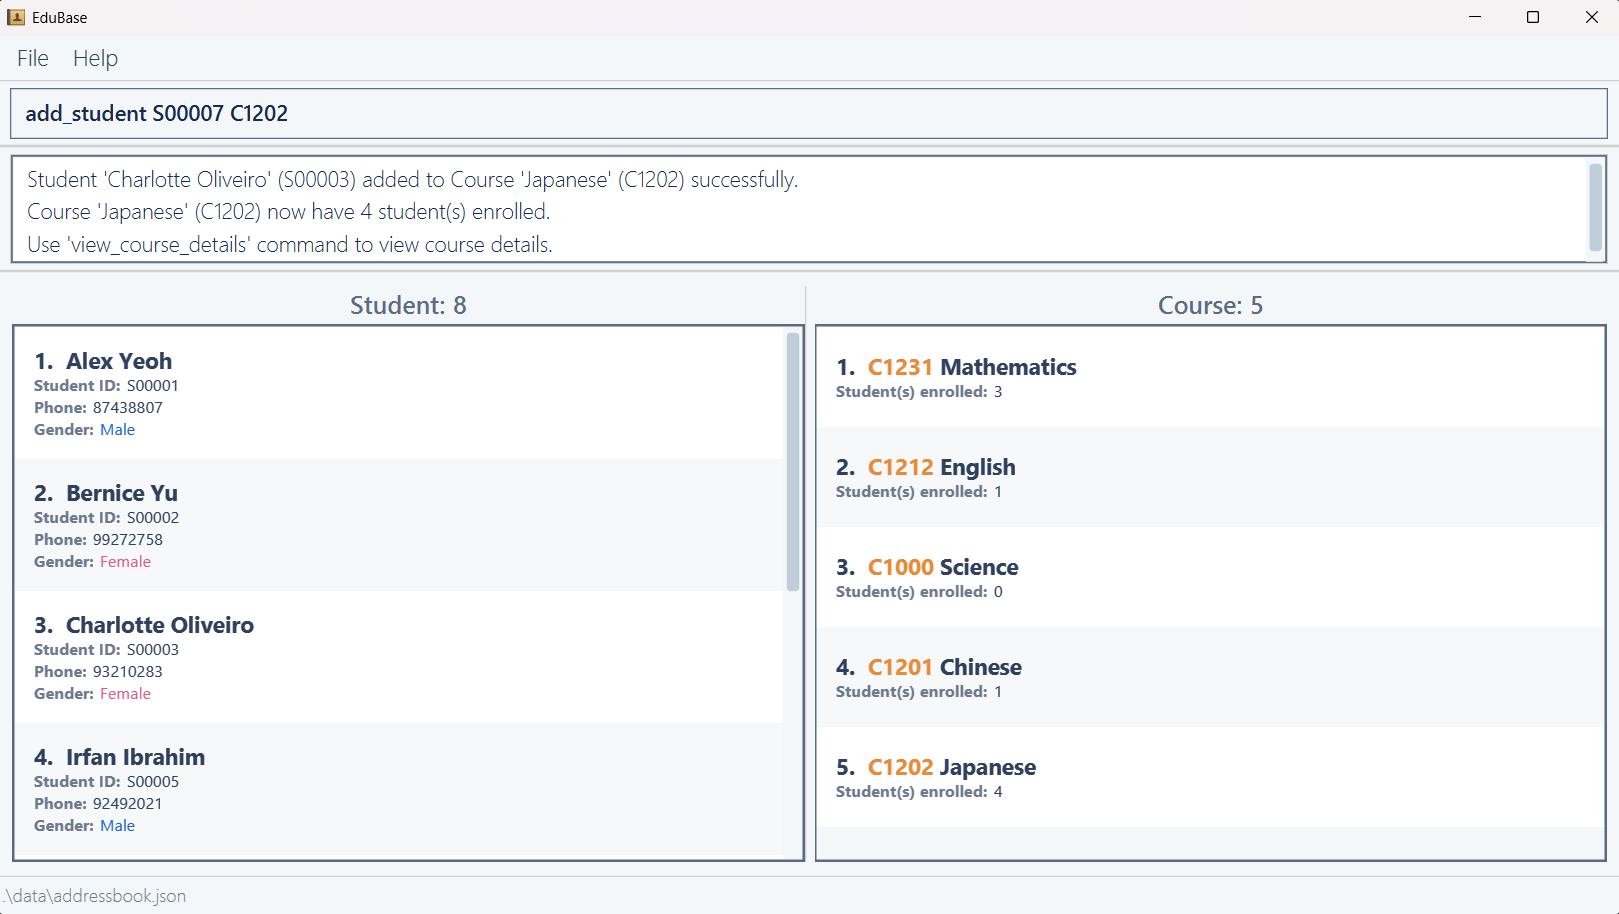 EduBase
File Help
add_student S00007 C1202
Student 'Charlotte Oliveiro' (S00003) added to Course 'Japanese' (C1202) successfully.
Course 'Japanese' (C1202) now have 4 student(s) enrolled.
Use 'view_course_details' command to view course details.
Student: 8
1. Alex Yeoh
Student ID: S00001
Phone: 87438807
Gender: Male
2. Bernice Yu
Student ID: S00002
Phone: 99272758
Gender: Female
3. Charlotte Oliveiro
Student ID: S00003
Phone: 93210283
Gender: Female
4. Irfan Ibrahim
Student ID: S00005
Phone: 92492021
Gender: Male
Course: 5
1. C1231 Mathematics
Student(s) enrolled: 3
2. C1212 English
Student(s) enrolled: 1
3. C1000 Science
Student(s) enrolled: 0
4. C1201 Chinese
Student(s) enrolled: 1
5. C1202 Japanese
Student(s) enrolled: 4
.\data\addressbook.json